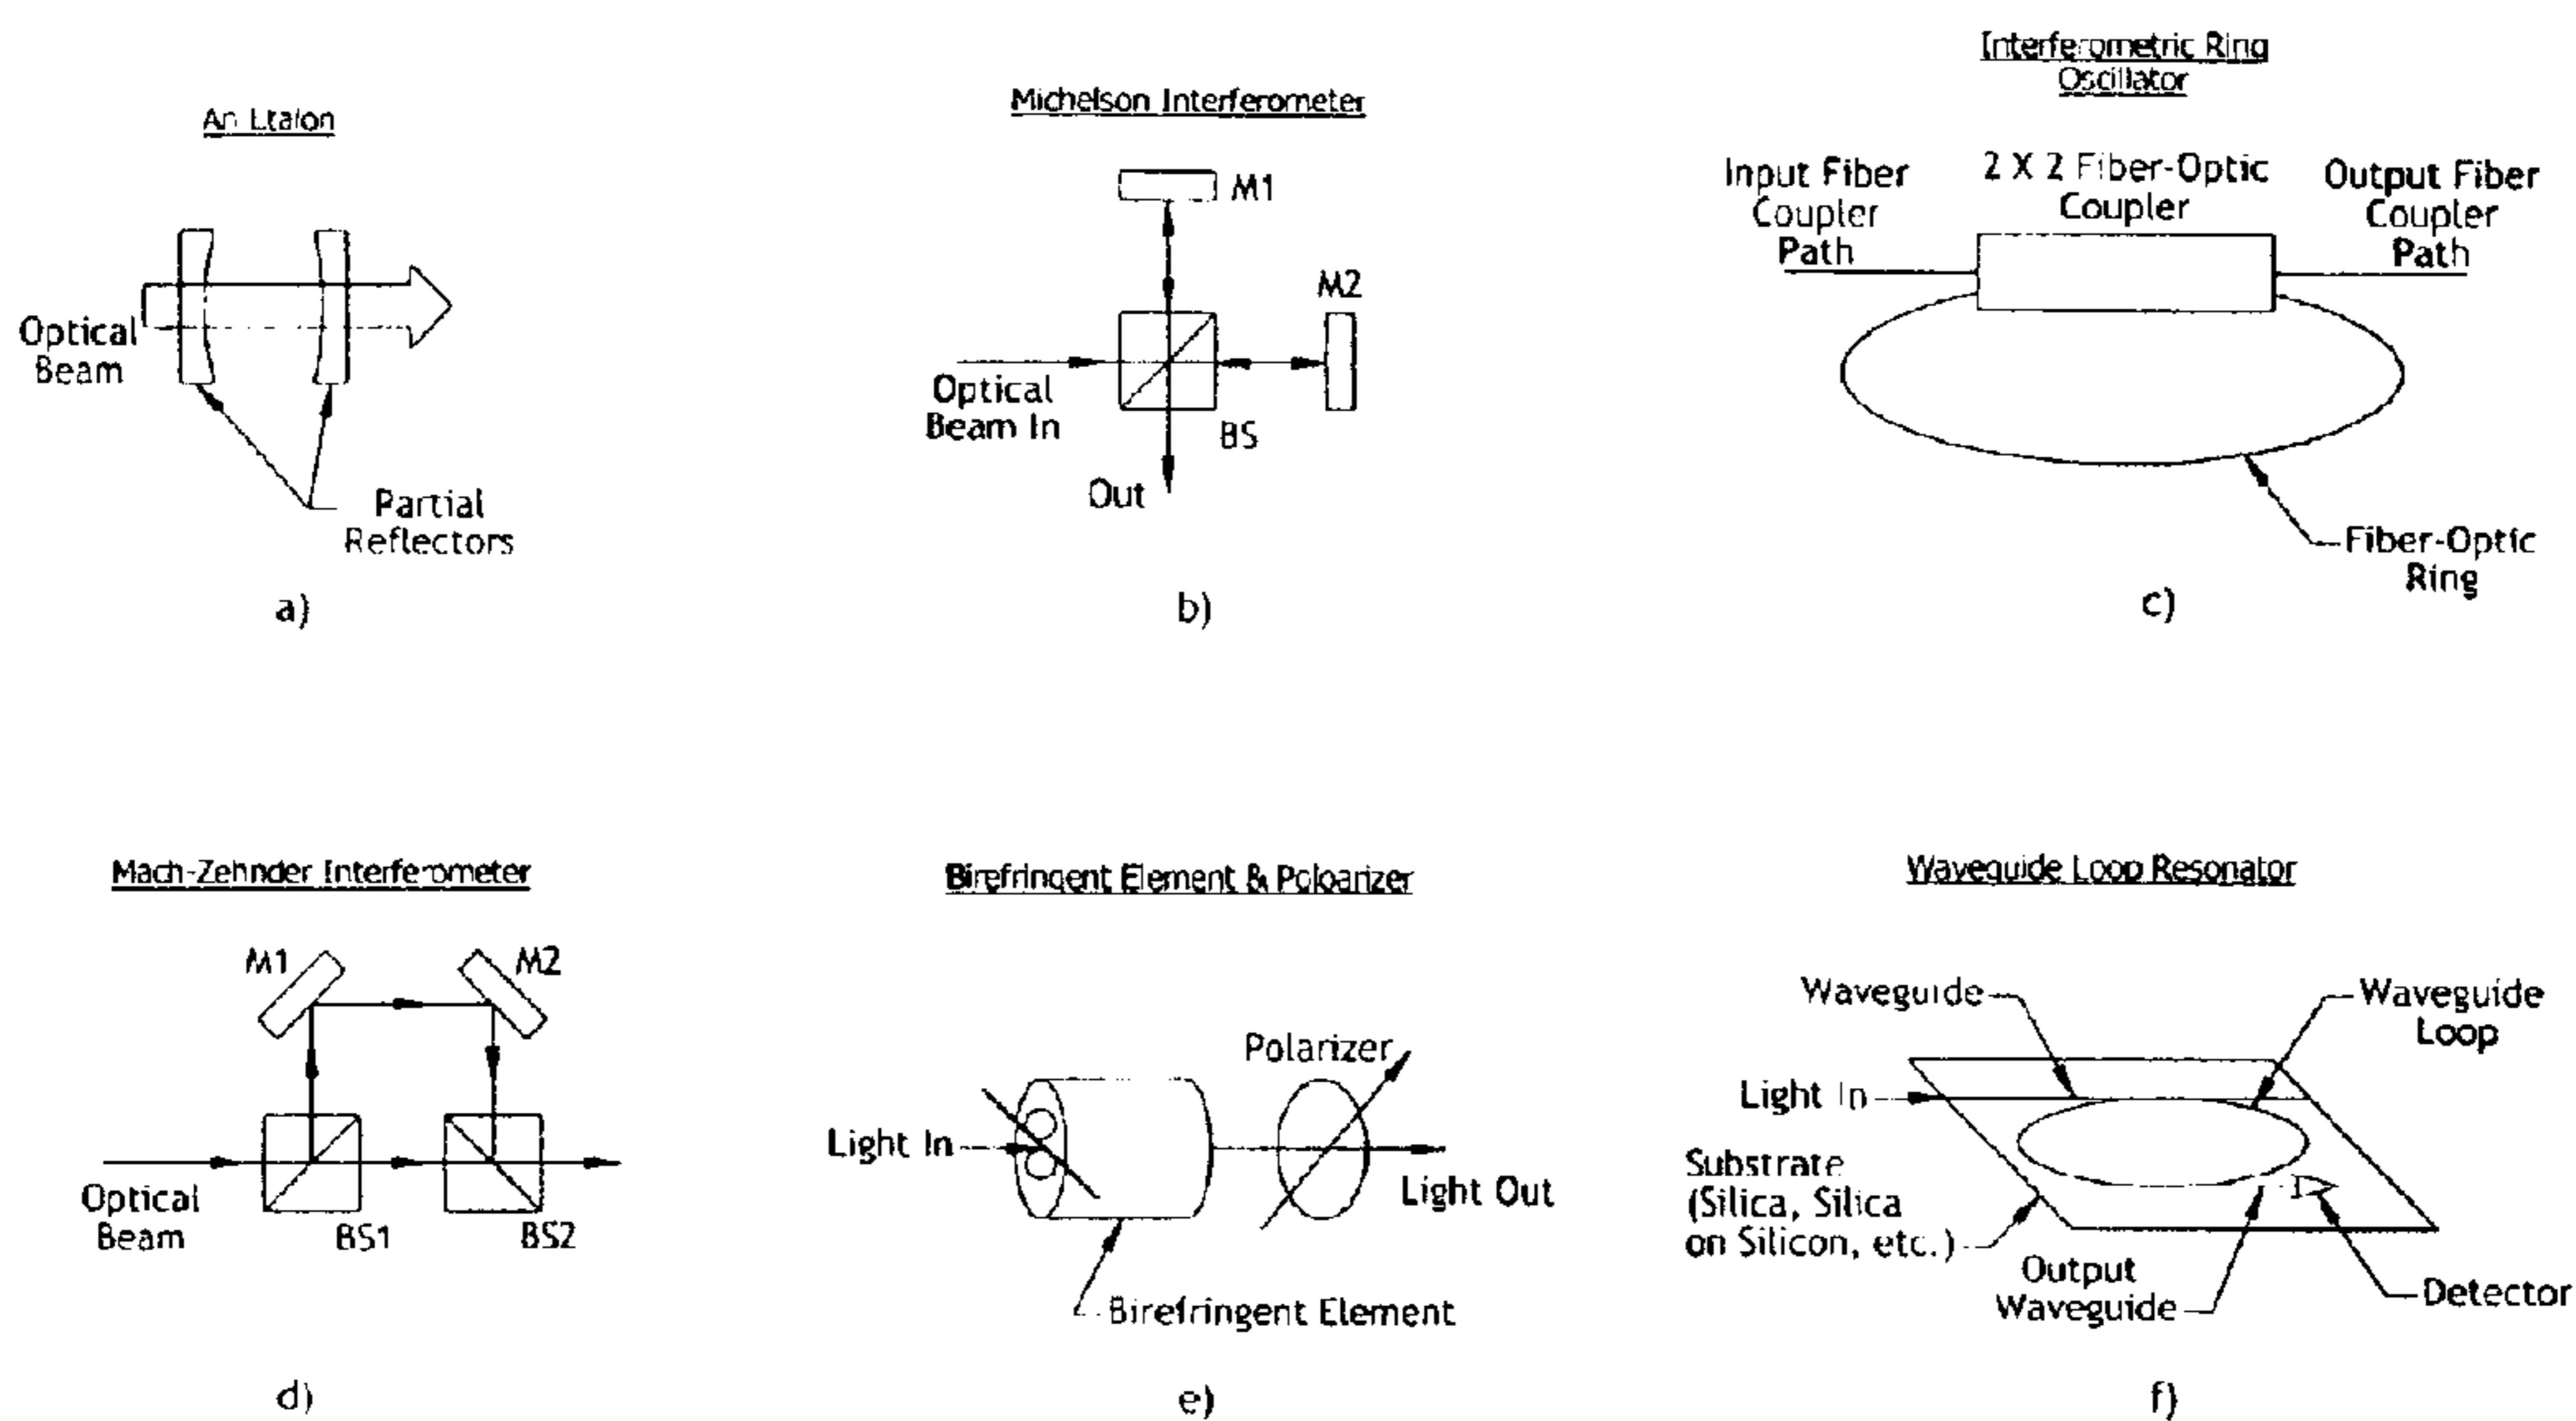 An Etalon
Optical
Beam
Partial
Reflectors
a)
Michelson Interferometer
M1
M2
Optical
Beam In
BS
Out
b)
Interferometric Ring
Oscillator
Input Fiber
Coupler
Path
2 X 2 Fiber-Optic
Coupler
Output Fiber
Coupler
Path
Fiber-Optic
Ring
c)
Mach-Zehnder Interferometer
M1
M2
Optical
Beam
BS1
BS2
d)
Birefringent Element & Poloarizer
Polarizer
Light In
Light Out
Birefringent Element
e)
Waveguide Loop Resonator
Waveguide
Waveguide
Loop
Light In
Substrate
(Silica, Silica
on Silicon, etc.)
Output
Waveguide
Detector
f)